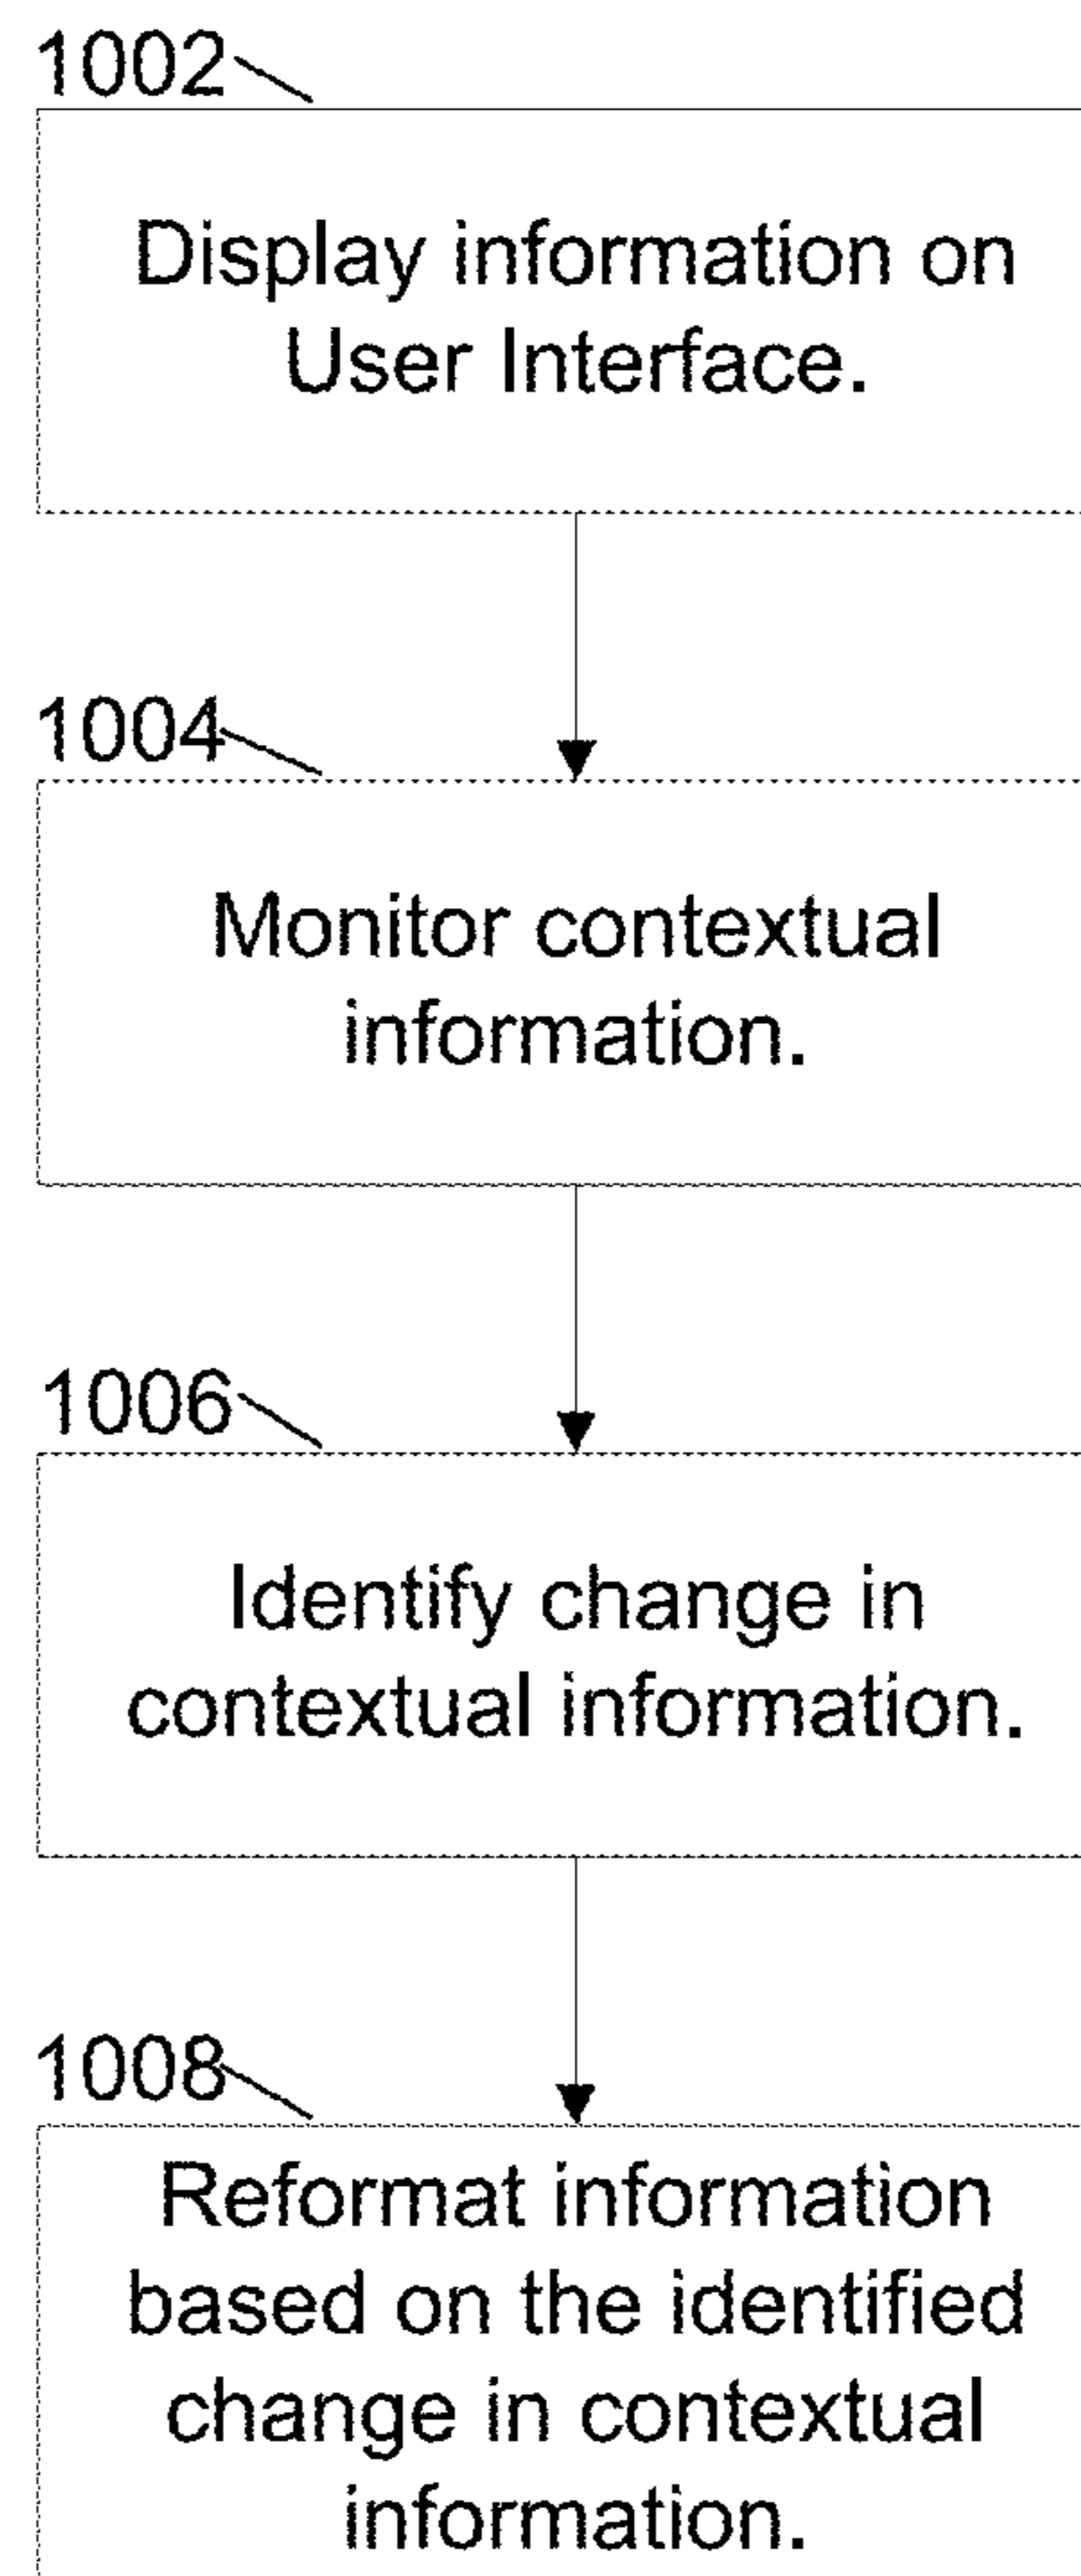 1002
Display information on
User Interface.
1004
Monitor contextual
information.
1006
Identify change in
contextual information.
1008
Reformat information
based on the identified
change in contextual
information.